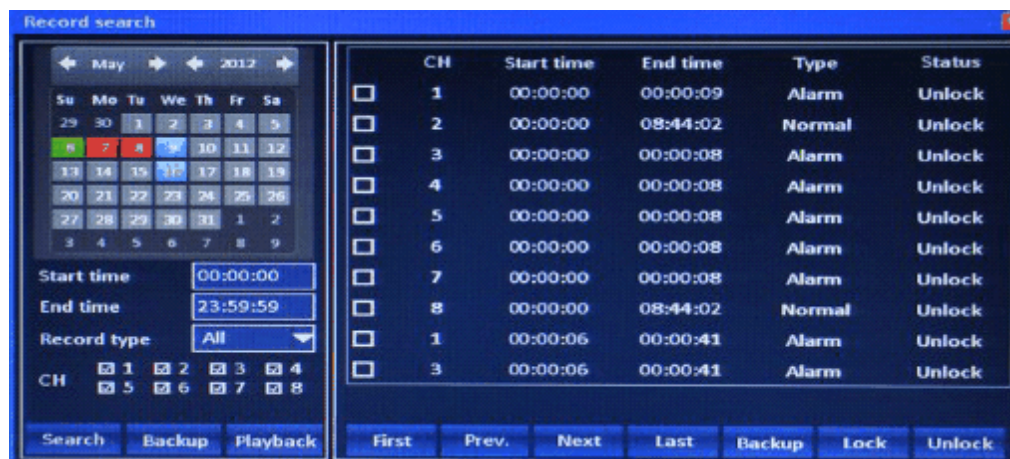 Record search
May 2012
Su Mo Tu We Th Fr Sa
29 30 1 2 3 4 5
6 7 8 9 10 11 12
13 14 15 16 17 18 19
20 21 22 23 24 25 26
27 28 29 30 31 1 2
3 4 5 6 7 8 9
Start time 00:00:00
End time 23:59:59
Record type All
CH 1 2 3 4
5 6 7 8
Search Backup Playback
CH Start time End time Type Status
1 00:00:00 00:00:09 Alarm Unlock
2 00:00:00 08:44:02 Normal Unlock
3 00:00:00 00:00:08 Alarm Unlock
4 00:00:00 00:00:08 Alarm Unlock
5 00:00:00 00:00:08 Alarm Unlock
6 00:00:00 00:00:08 Alarm Unlock
7 00:00:00 00:00:08 Alarm Unlock
8 00:00:00 08:44:02 Normal Unlock
1 00:00:06 00:00:41 Alarm Unlock
3 00:00:06 00:00:41 Alarm Unlock
First Prev. Next Last Backup Lock Unlock